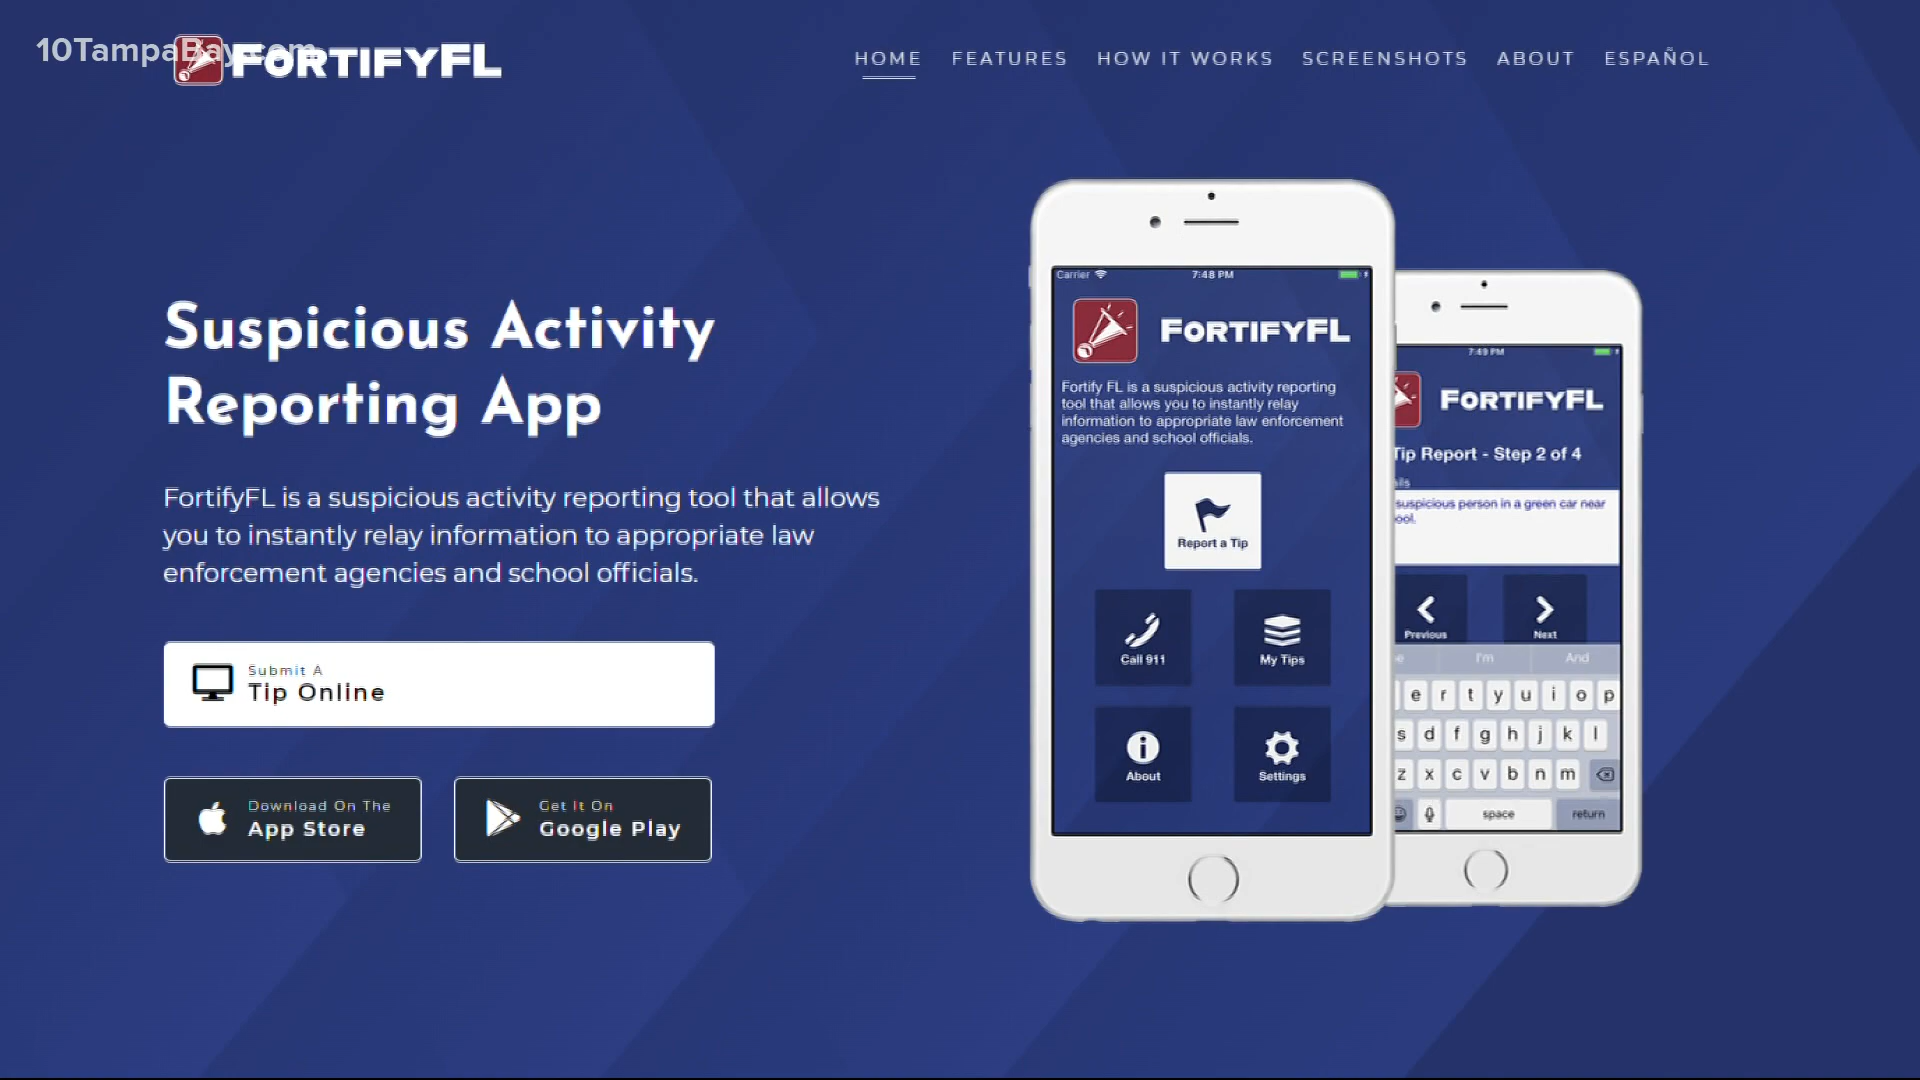 10TampaBay.com
FORTIFYFL
HOME
FEATURES
HOW IT WORKS
SCREENSHOTS
ABOUT
ESPAÑOL
Suspicious Activity
Reporting App
FortifyFL is a suspicious activity reporting tool that allows
you to instantly relay information to appropriate law
enforcement agencies and school officials.
Submit A
Tip Online
Download On The
App Store
Get It On
Google Play
Carrier
7:48 PM
FORTIFYFL
Fortify FL is a suspicious activity reporting
tool that allows you to instantly relay
information to appropriate law enforcement
agencies and school officials.
Report a Tip
Call 911
My Tips
About
Settings
7:49 PM
FORTIFYFL
Tip Report - Step 2 of 4
suspicious person in a green car near
Previous
Next
I'm
And
e r t y u i o p
s d f g h j k l
z x c v b n m
space
return